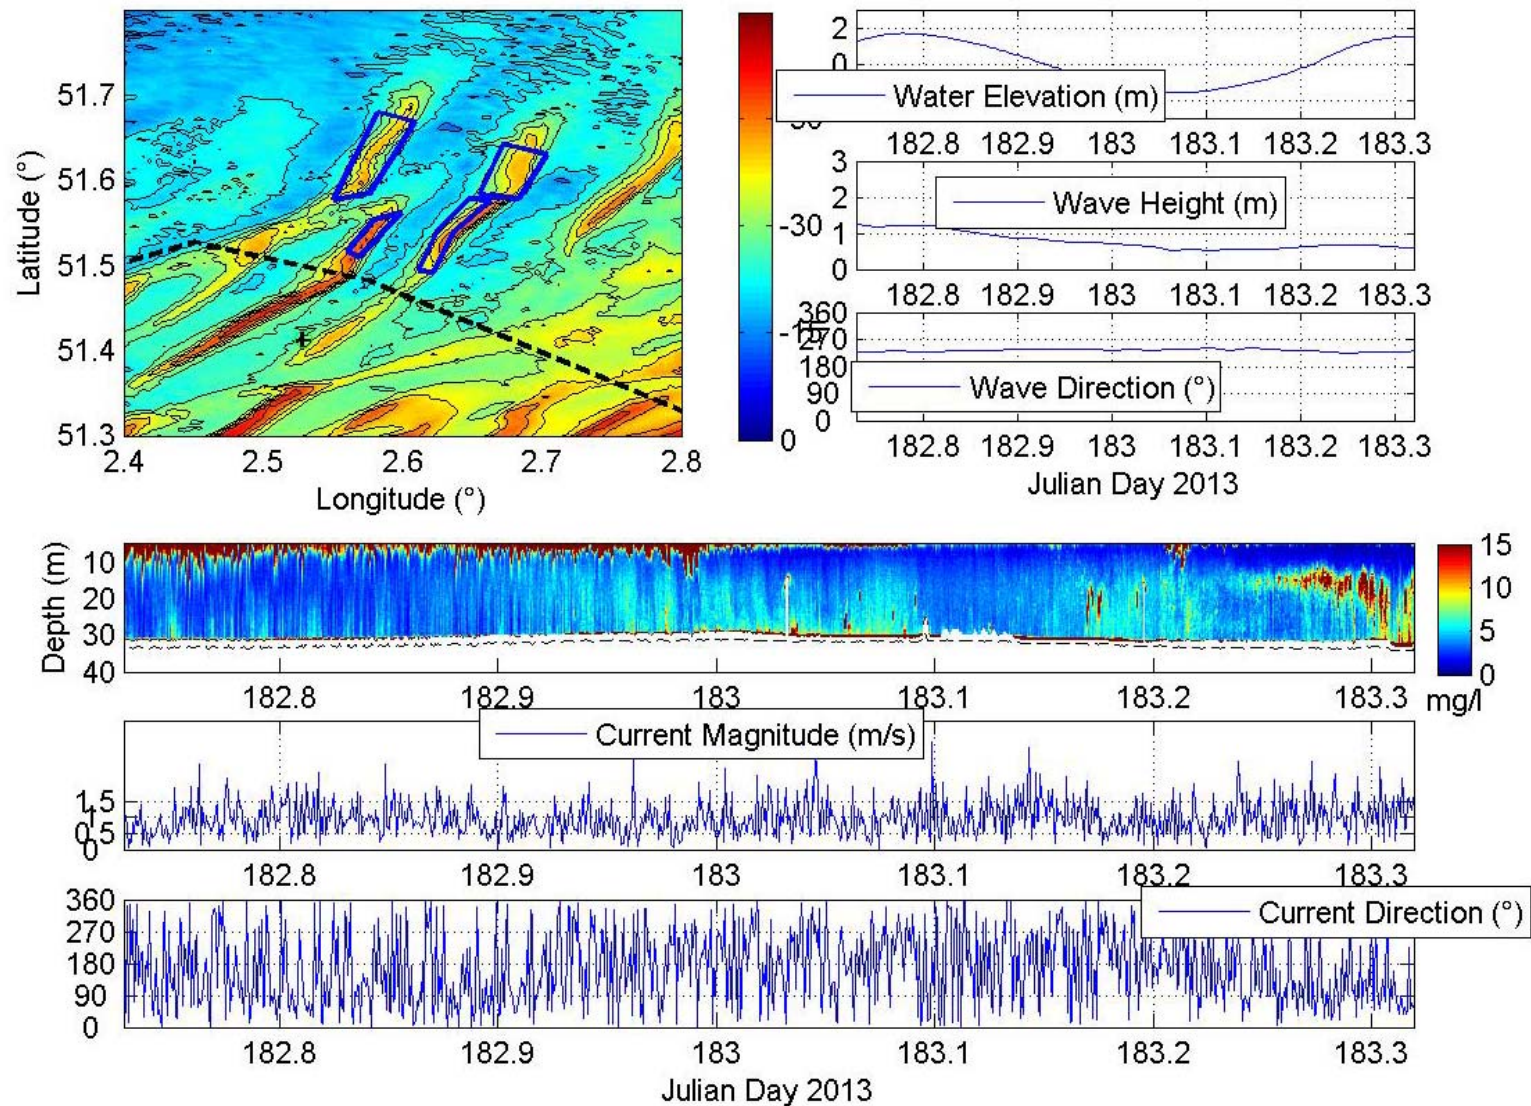 51.7
51.6
51.5
51.4
51.3
Latitude (°)
2.4 2.5 2.6 2.7 2.8
Longitude (°)
-30
0
2
0
Water Elevation (m)
182.8 182.9 183 183.1 183.2 183.3
3
2
1
0
Wave Height (m)
182.8 182.9 183 183.1 183.2 183.3
360
270
180
90
0
Wave Direction (°)
182.8 182.9 183 183.1 183.2 183.3
Julian Day 2013
Depth (m)
10
20
30
40
15
10
5
0
mg/l
182.8 182.9 183 183.1 183.2 183.3
Current Magnitude (m/s)
1.5
1
0.5
0
182.8 182.9 183 183.1 183.2 183.3
360
270
180
90
0
Current Direction (°)
182.8 182.9 183 183.1 183.2 183.3
Julian Day 2013